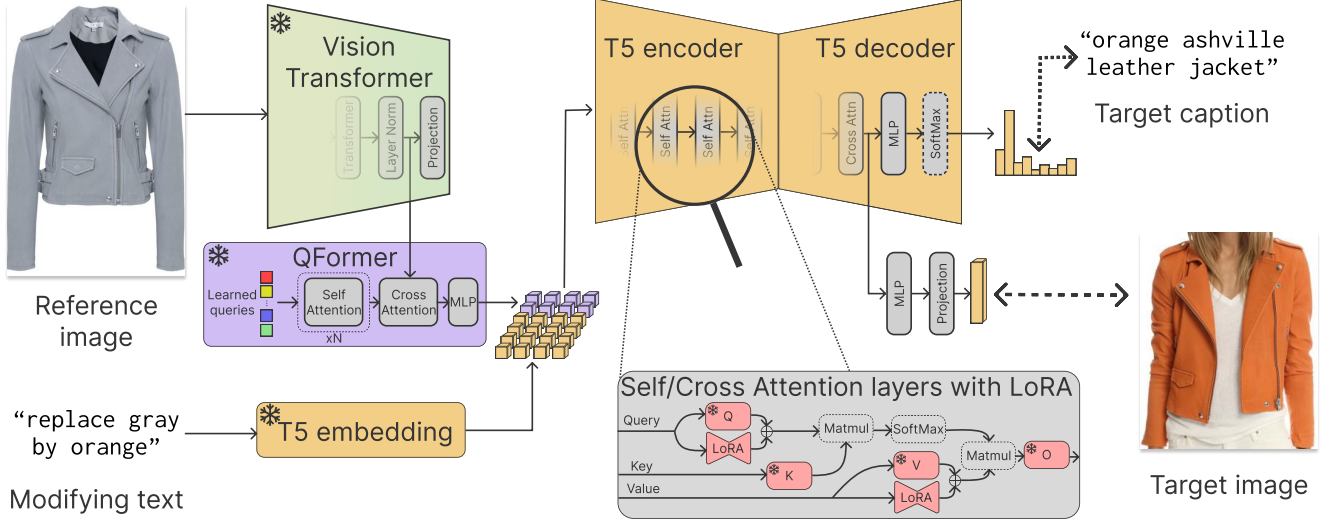 Vision
Transformer
Transformer
Layer Norm
Projection
T5 encoder
Self Attn
Self Attn
Self Attn
Self Attn
T5 decoder
Cross Attn
MLP
SoftMax
“orange ashville
leather jacket”
Target caption
Reference
image
QFormer
Learned
queries
Self
Attention
xN
Cross
Attention
MLP
MLP
Projection
“replace gray
by orange”
Modifying text
T5 embedding
Self/Cross Attention layers with LoRA
Query
Q
LoRA
Matmul
SoftMax
Key
K
Value
V
LoRA
Matmul
O
Target image